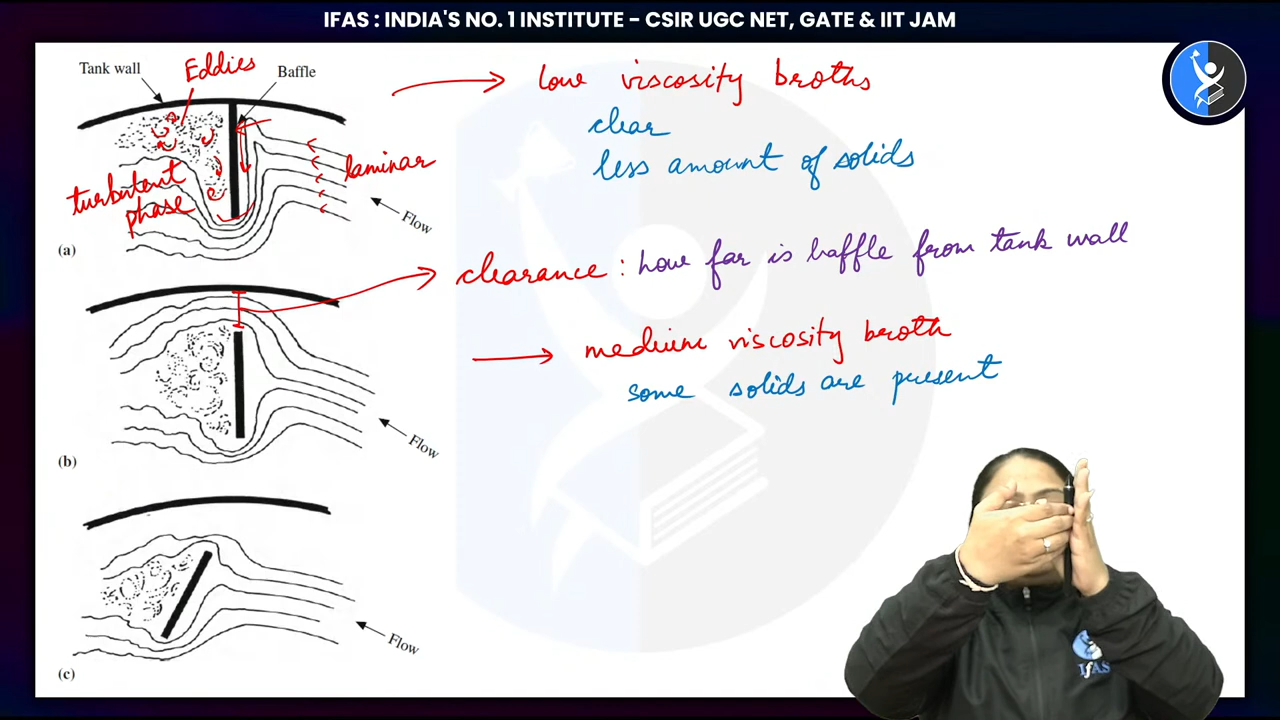 IFAS : INDIA'S NO. 1 INSTITUTE - CSIR UGC NET, GATE & IIT JAM
Tank wall
Eddies
Baffle
low viscosity broths
clear
less amount of solids
laminar
turbulent
phase
Flow
(a)
clearance : how far is baffle from tank wall
medium viscosity broth
some solids are present
Flow
(b)
Flow
(c)
IFAS